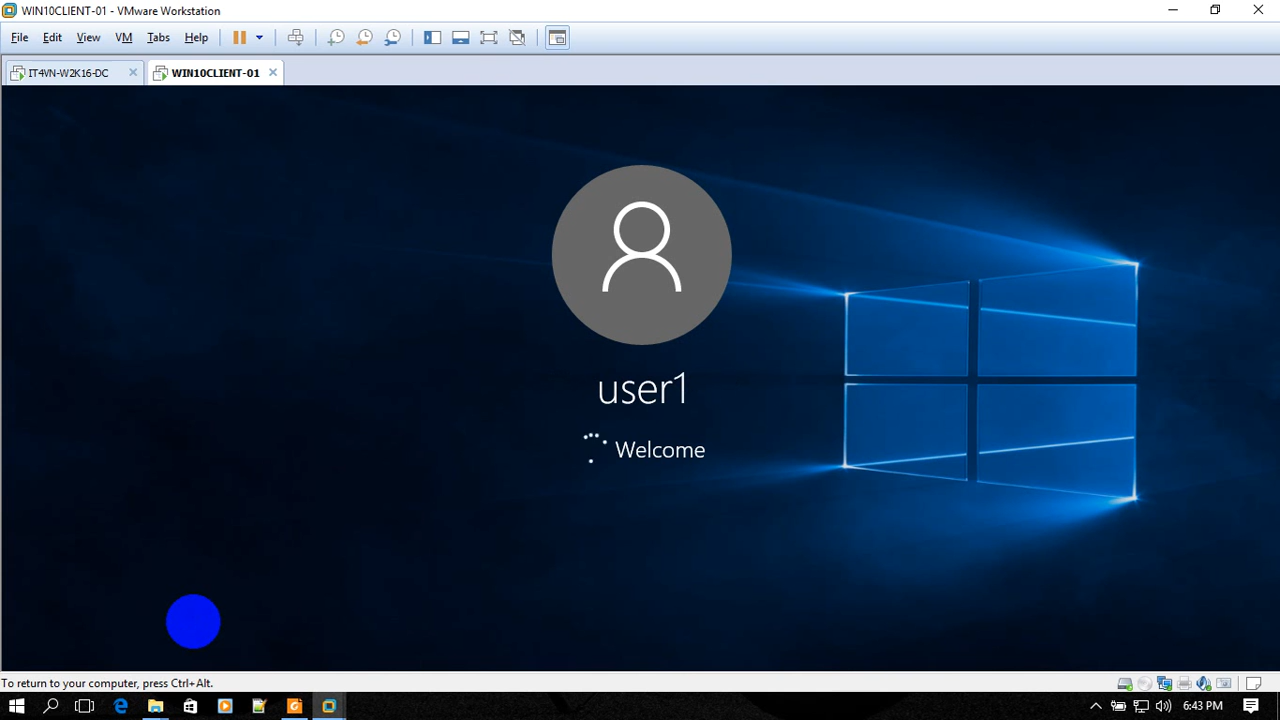 WIN10CLIENT-01 - VMware Workstation
File Edit View VM Tabs Help
IT4VN-W2K16-DC WIN10CLIENT-01
user1
Welcome
To return to your computer, press Ctrl+Alt.
6:43 PM